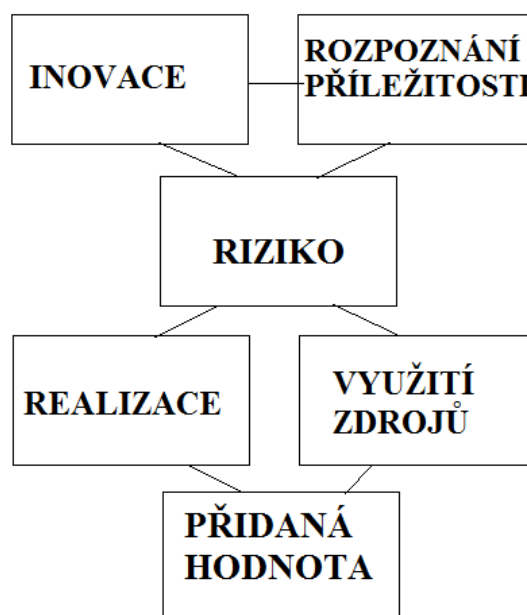 INOVACE
ROZPOZNÁNÍ
PŘÍLEŽITOSTI
RIZIKO
REALIZACE
VYUŽITÍ
ZDROJŮ
PŘIDANÁ
HODNOTA